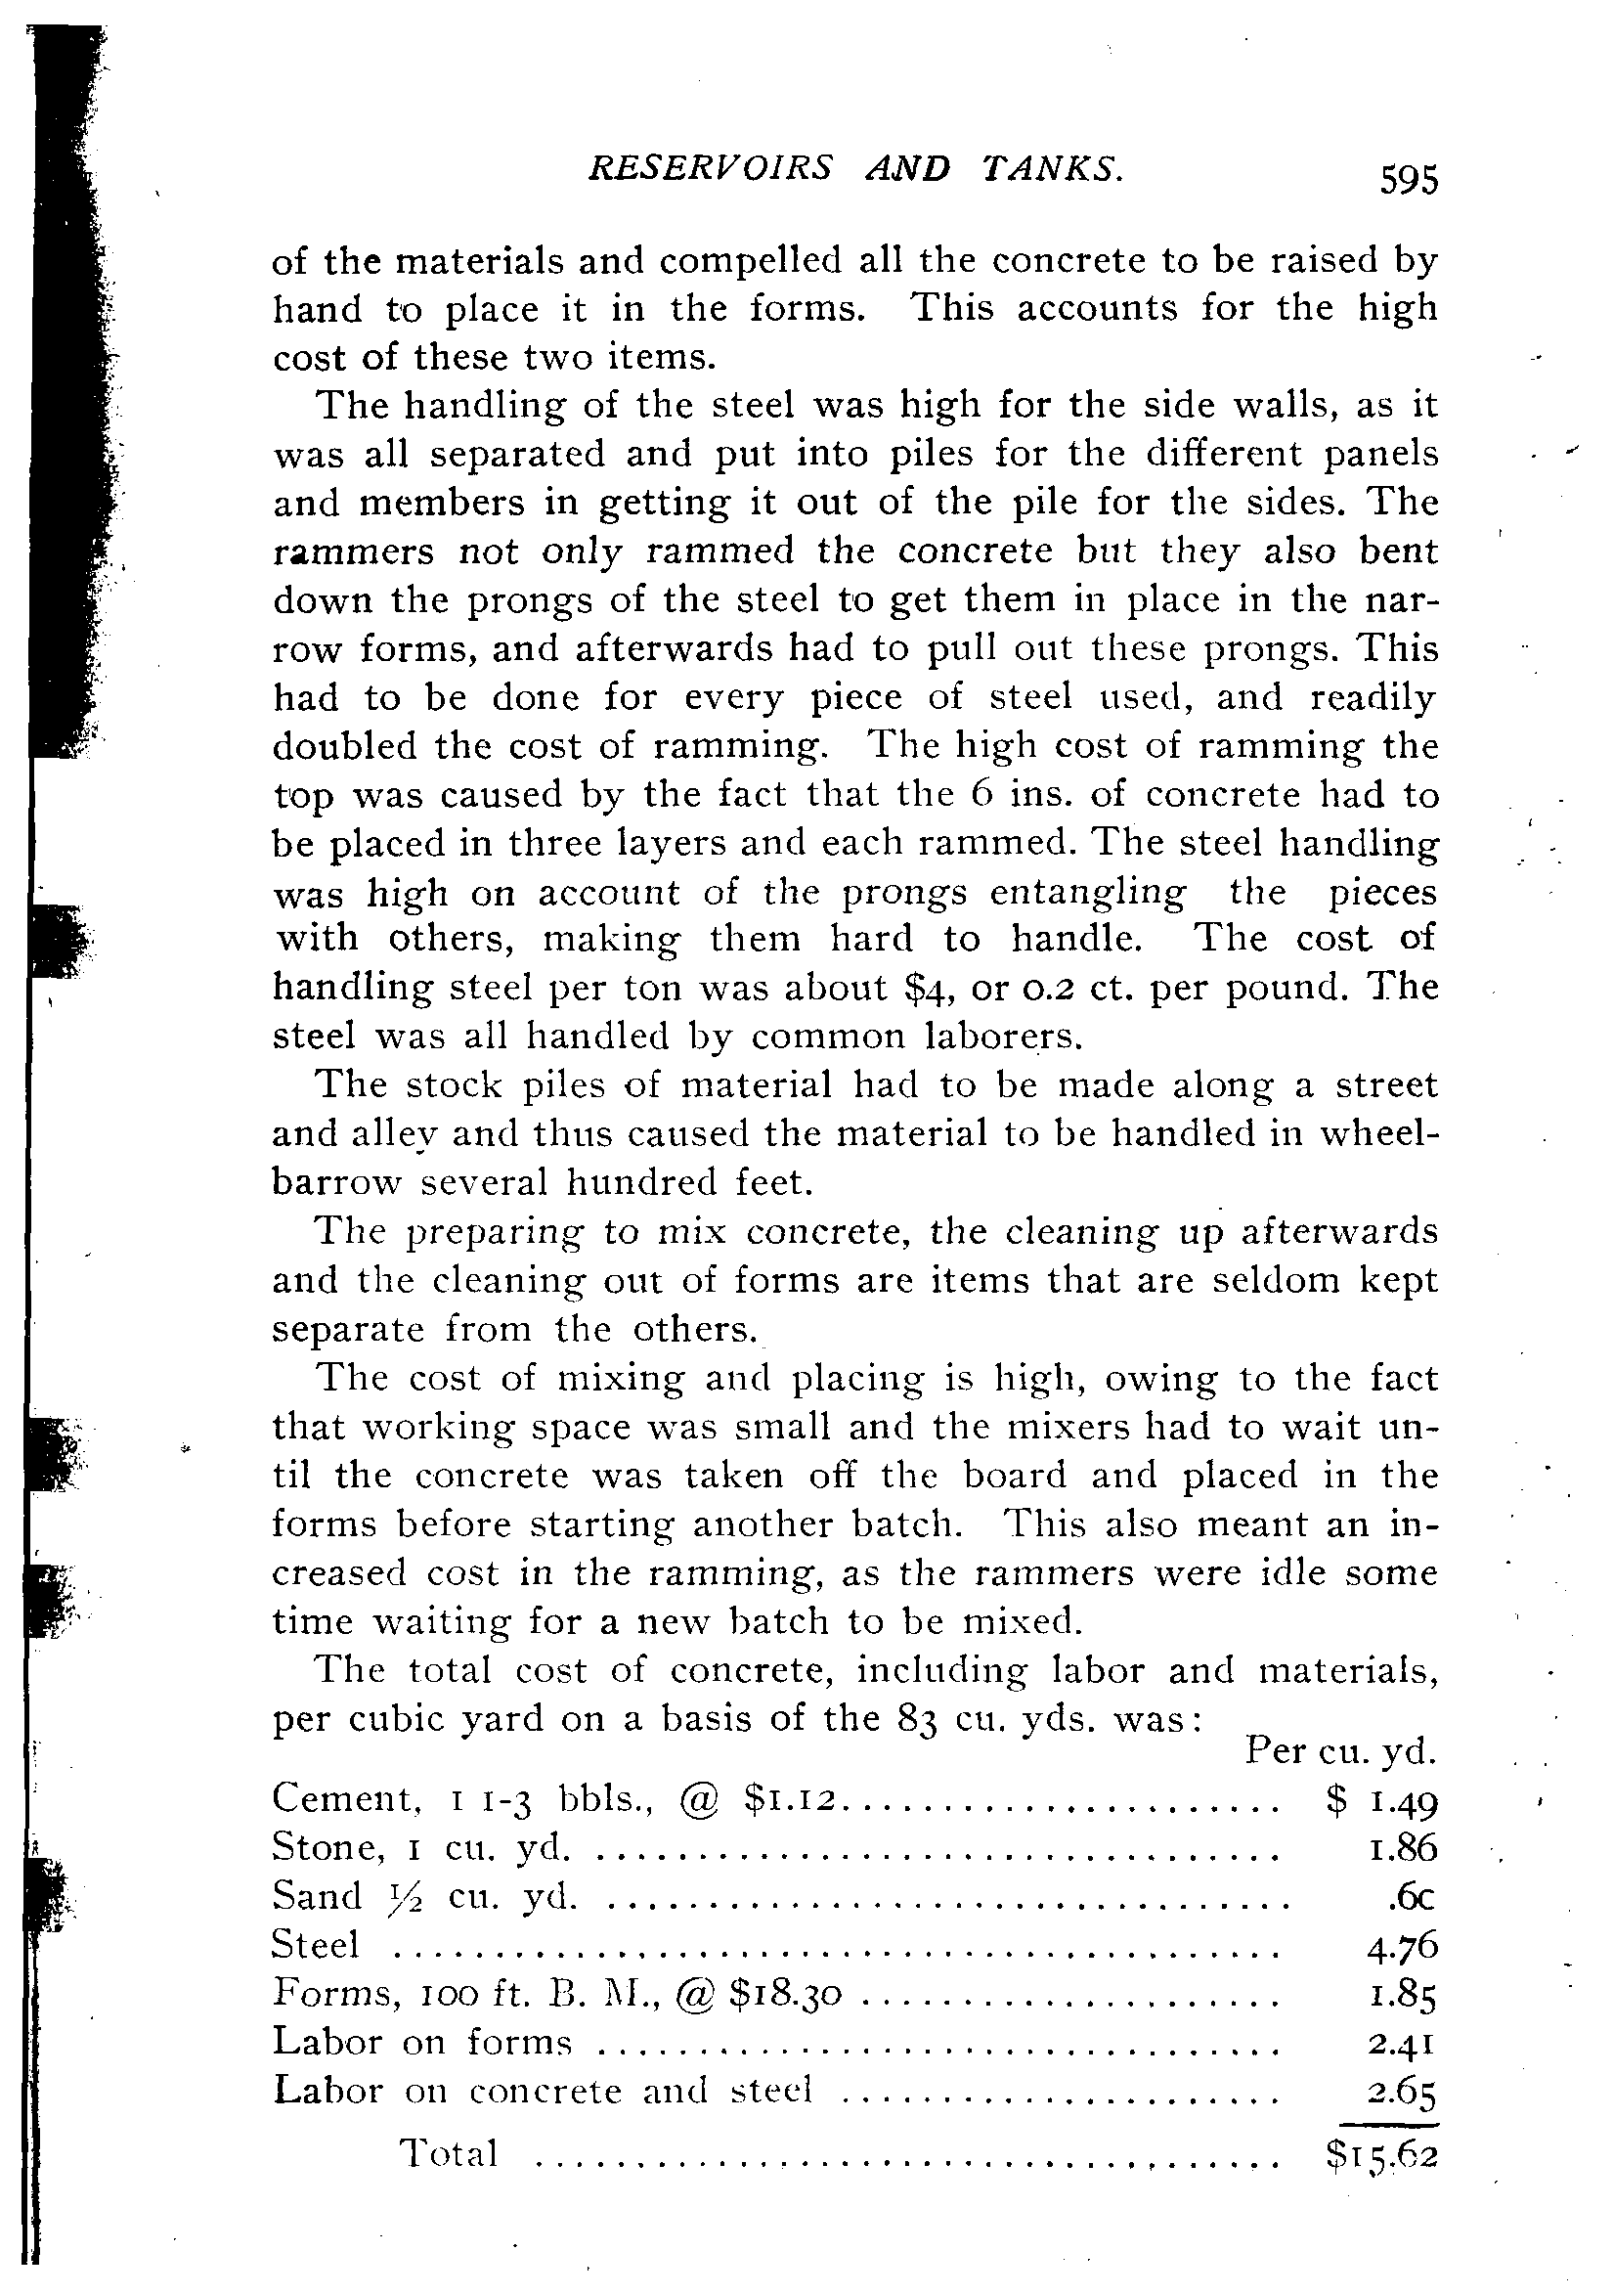 RESERVOIRS AND TANKS. 595
of the materials and compelled all the concrete to be raised by
hand to place it in the forms. This accounts for the high
cost of these two items.
The handling of the steel was high for the side walls, as it
was all separated and put into piles for the different panels
and members in getting it out of the pile for the sides. The
rammers not only rammed the concrete but they also bent
down the prongs of the steel to get them in place in the nar-
row forms, and afterwards had to pull out these prongs. This
had to be done for every piece of steel used, and readily
doubled the cost of ramming. The high cost of ramming the
top was caused by the fact that the 6 ins. of concrete had to
be placed in three layers and each rammed. The steel handling
was high on account of the prongs entangling the pieces
with others, making them hard to handle. The cost of
handling steel per ton was about $4, or 0.2 ct. per pound. The
steel was all handled by common laborers.
The stock piles of material had to be made along a street
and alley and thus caused the material to be handled in wheel-
barrow several hundred feet.
The preparing to mix concrete, the cleaning up afterwards
and the cleaning out of forms are items that are seldom kept
separate from the others.
The cost of mixing and placing is high, owing to the fact
that working space was small and the mixers had to wait un-
til the concrete was taken off the board and placed in the
forms before starting another batch. This also meant an in-
creased cost in the ramming, as the rammers were idle some
time waiting for a new batch to be mixed.
The total cost of concrete, including labor and materials,
per cubic yard on a basis of the 83 cu. yds. was:
Per cu. yd.
Cement, 1 1-3 bbls., @ $1.12........................ $ 1.49
Stone, 1 cu. yd. .................................. 1.86
Sand ½ cu. yd. .................................. .60
Steel ............................................ 4.76
Forms, 100 ft. B. M., @ $18.30 ..................... 1.85
Labor on forms .................................. 2.41
Labor on concrete and steel ...................... 2.65
Total ..................................... $15.62